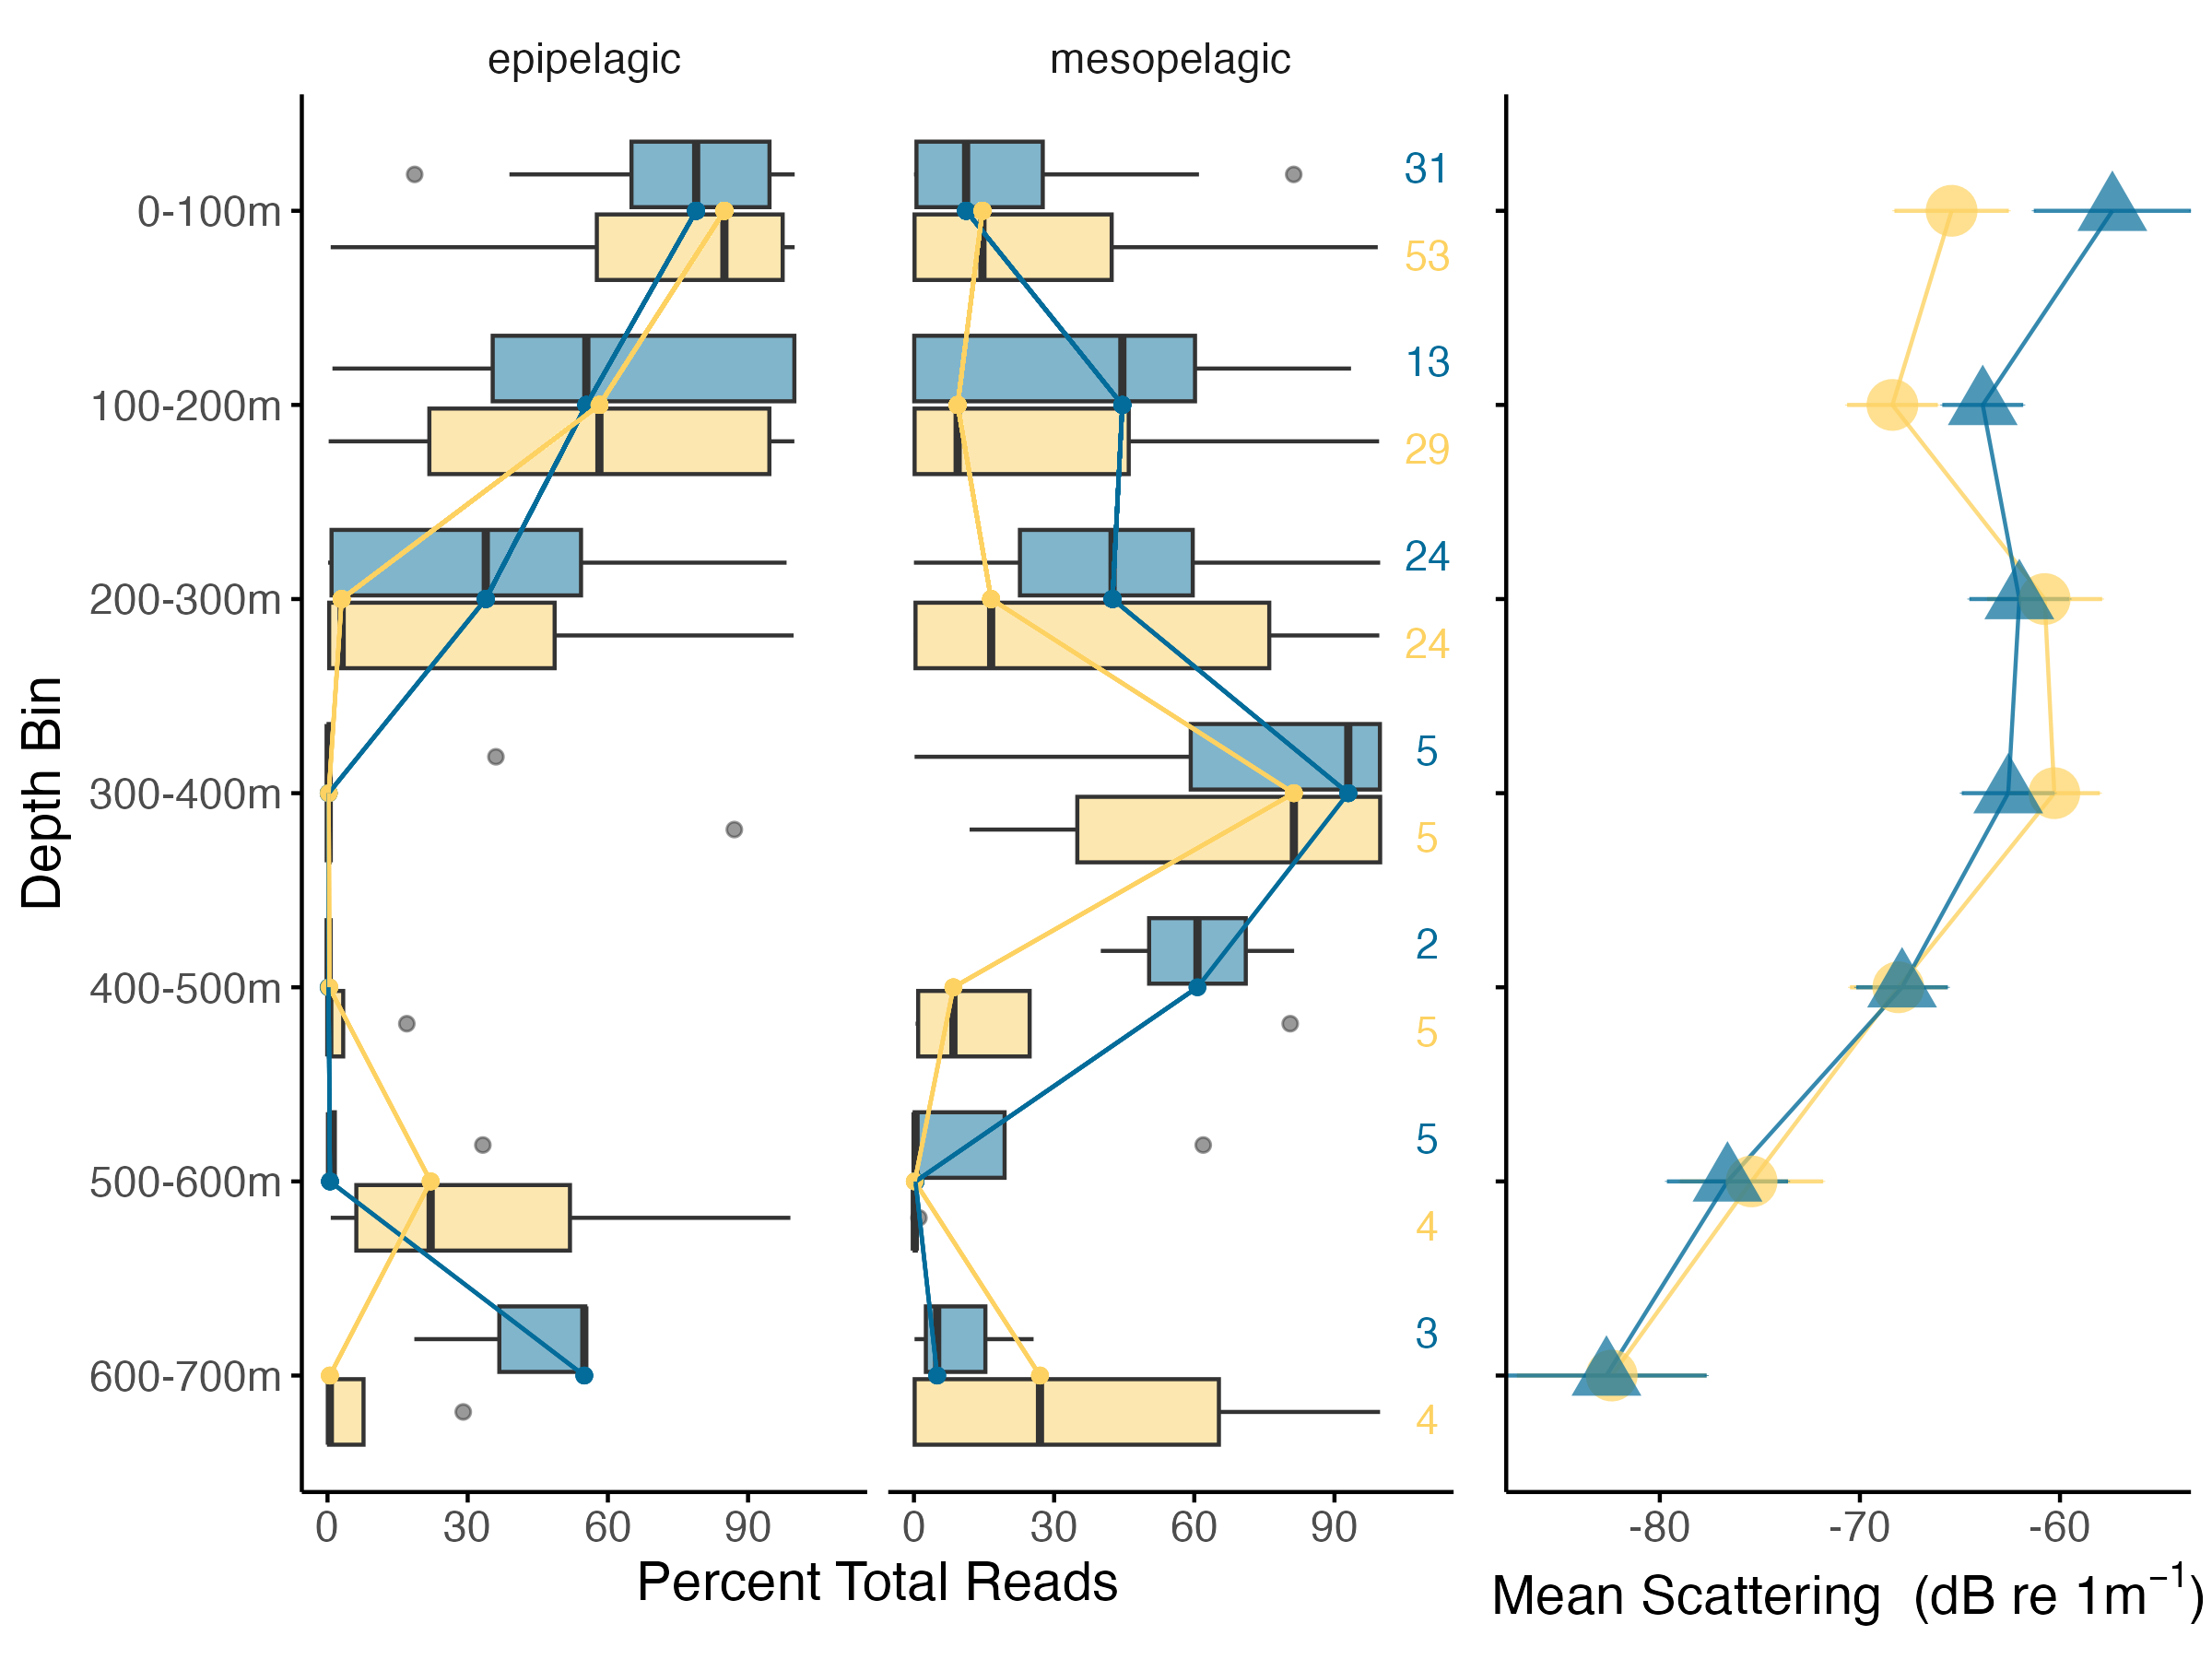 epipelagic mesopelagic
0-100m
100-200m
200-300m
300-400m
400-500m
500-600m
600-700m
Depth Bin
31
53
13
29
24
24
5
5
2
5
5
4
3
4
0 30 60 90 0 30 60 90 -80 -70 -60
Percent Total Reads
Mean Scattering (dB re 1m⁻¹)